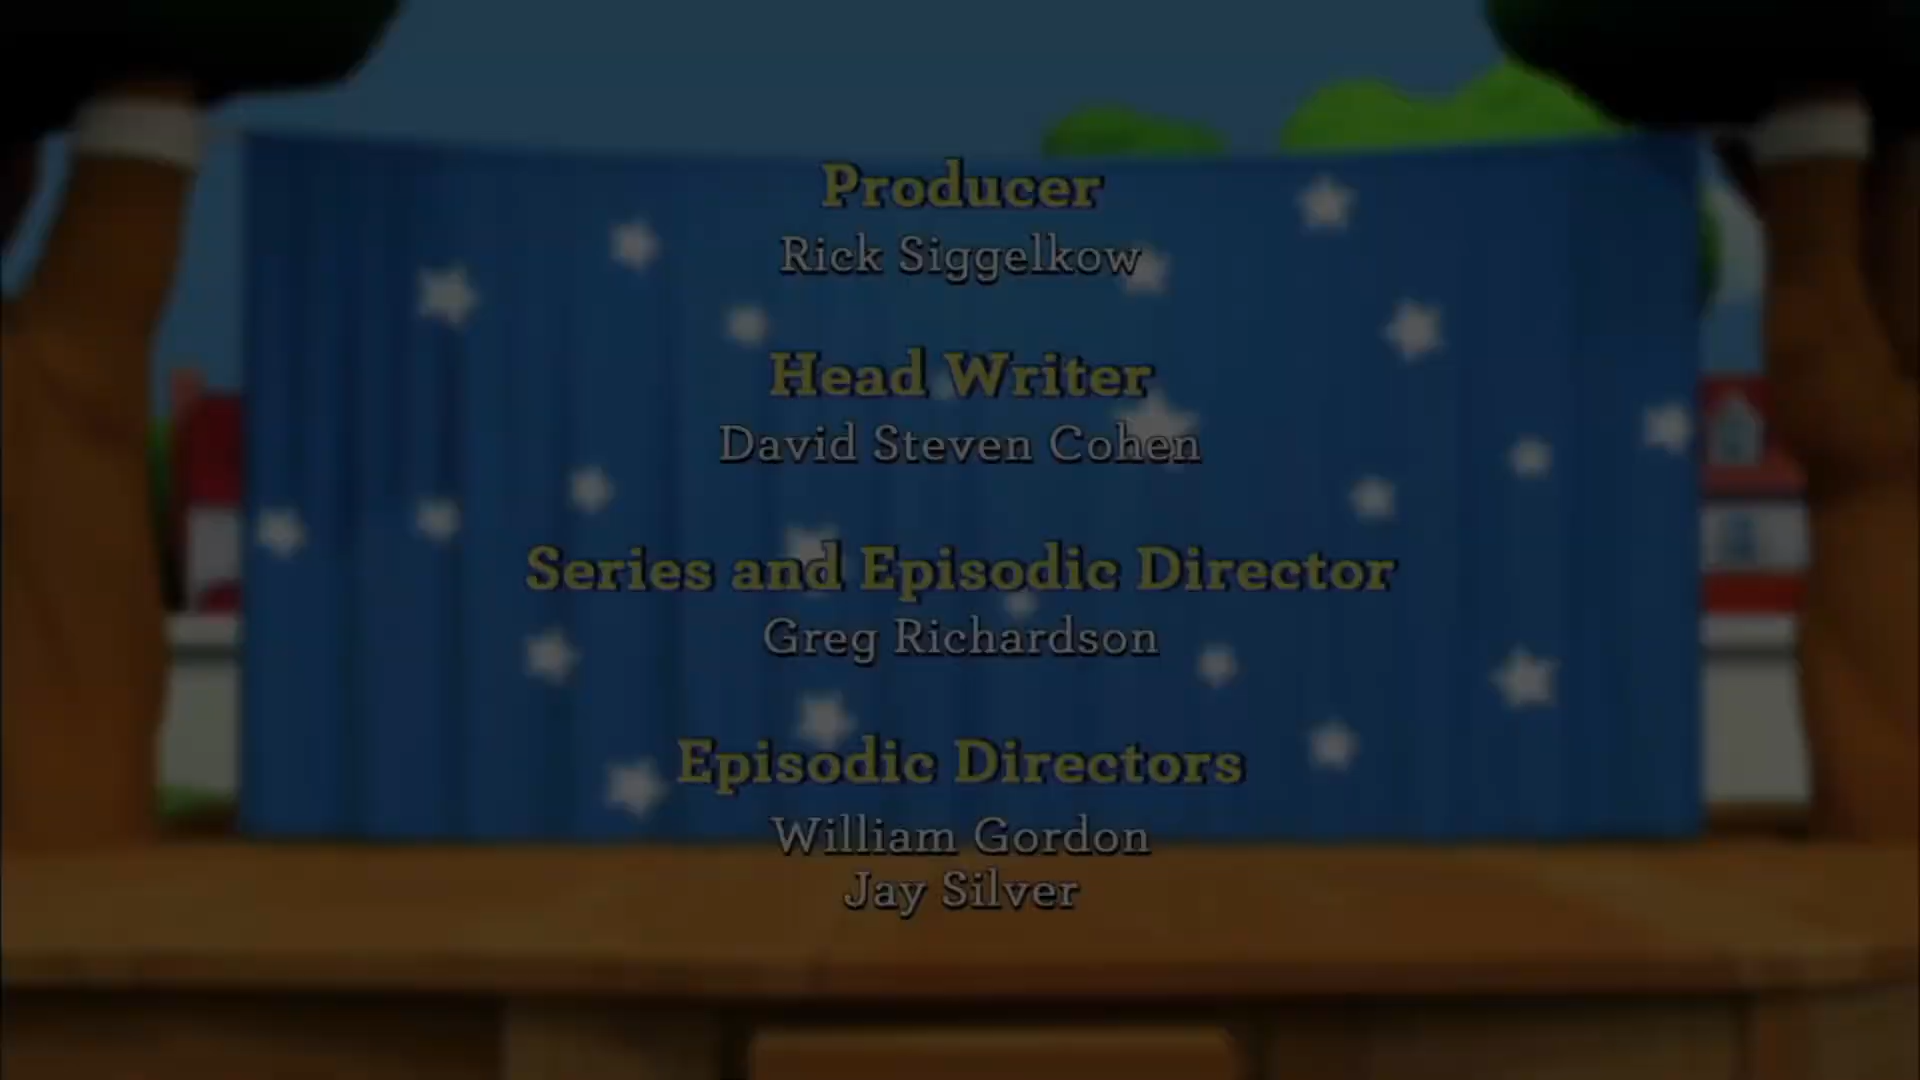 Producer
Rick Siggelkow
Head Writer
David Steven Cohen
Series and Episodic Director
Greg Richardson
Episodic Directors
William Gordon
Jay Silver